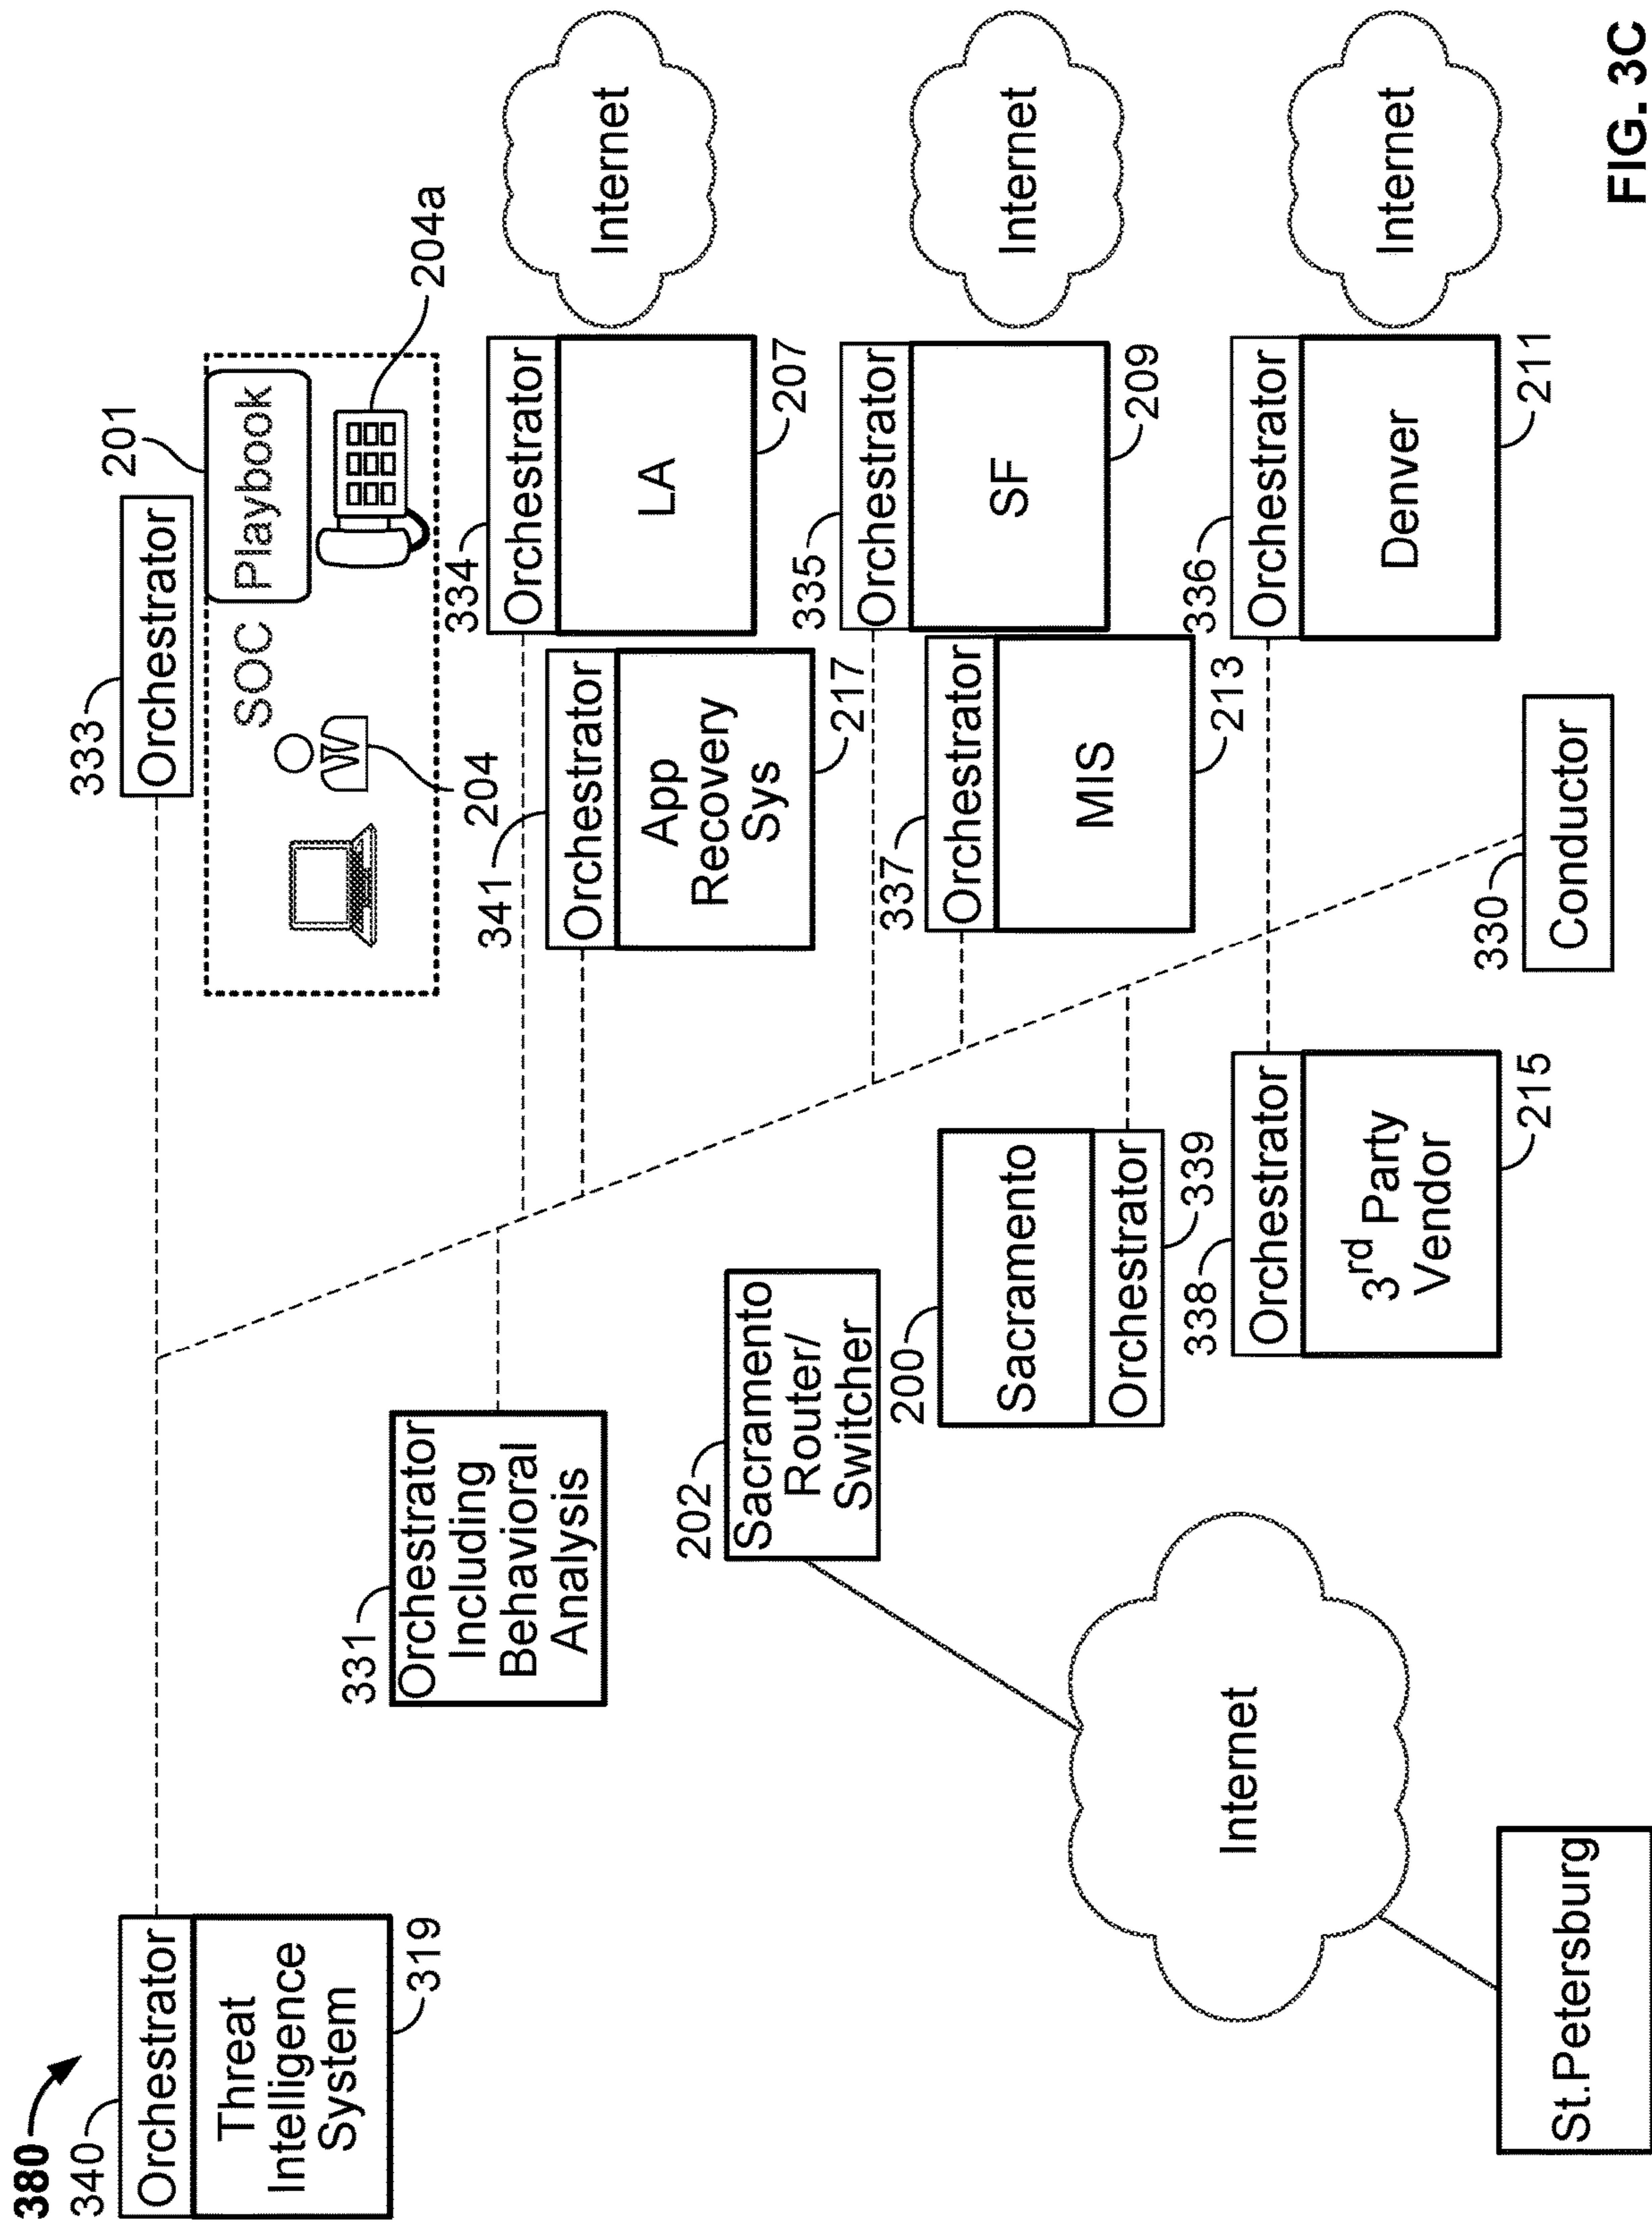 380
340
Orchestrator
Threat
Intelligence
System
319
333
Orchestrator
201
SOC
Playbook
204
204a
331
Orchestrator
Including
Behavioral
Analysis
334
Orchestrator
LA
207
Internet
341
Orchestrator
App
Recovery
Sys
217
202
Sacramento
Router/
Switcher
335
Orchestrator
SF
209
Internet
337
Orchestrator
MIS
213
200
Sacramento
Orchestrator
339
336
Orchestrator
Denver
211
Internet
338
Orchestrator
3rd Party
Vendor
215
Internet
330
Conductor
St.Petersburg
FIG. 3C